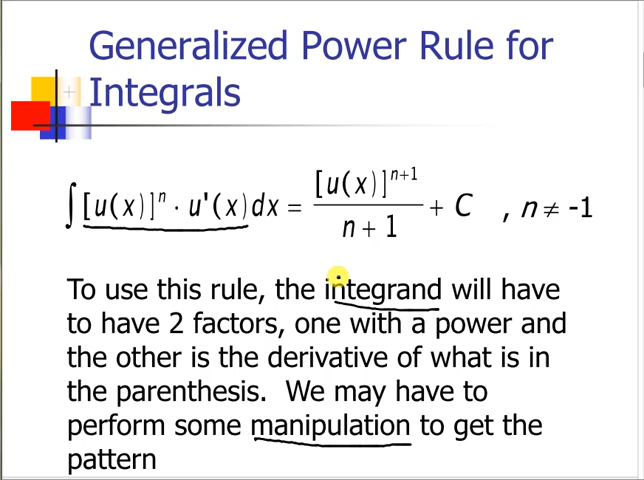 Generalized Power Rule for
Integrals
∫[u(x)]ⁿ · u'(x)dx = [u(x)]ⁿ⁺¹ / n + 1 + C , n ≠ -1
To use this rule, the integrand will have
to have 2 factors, one with a power and
the other is the derivative of what is in
the parenthesis. We may have to
perform some manipulation to get the
pattern